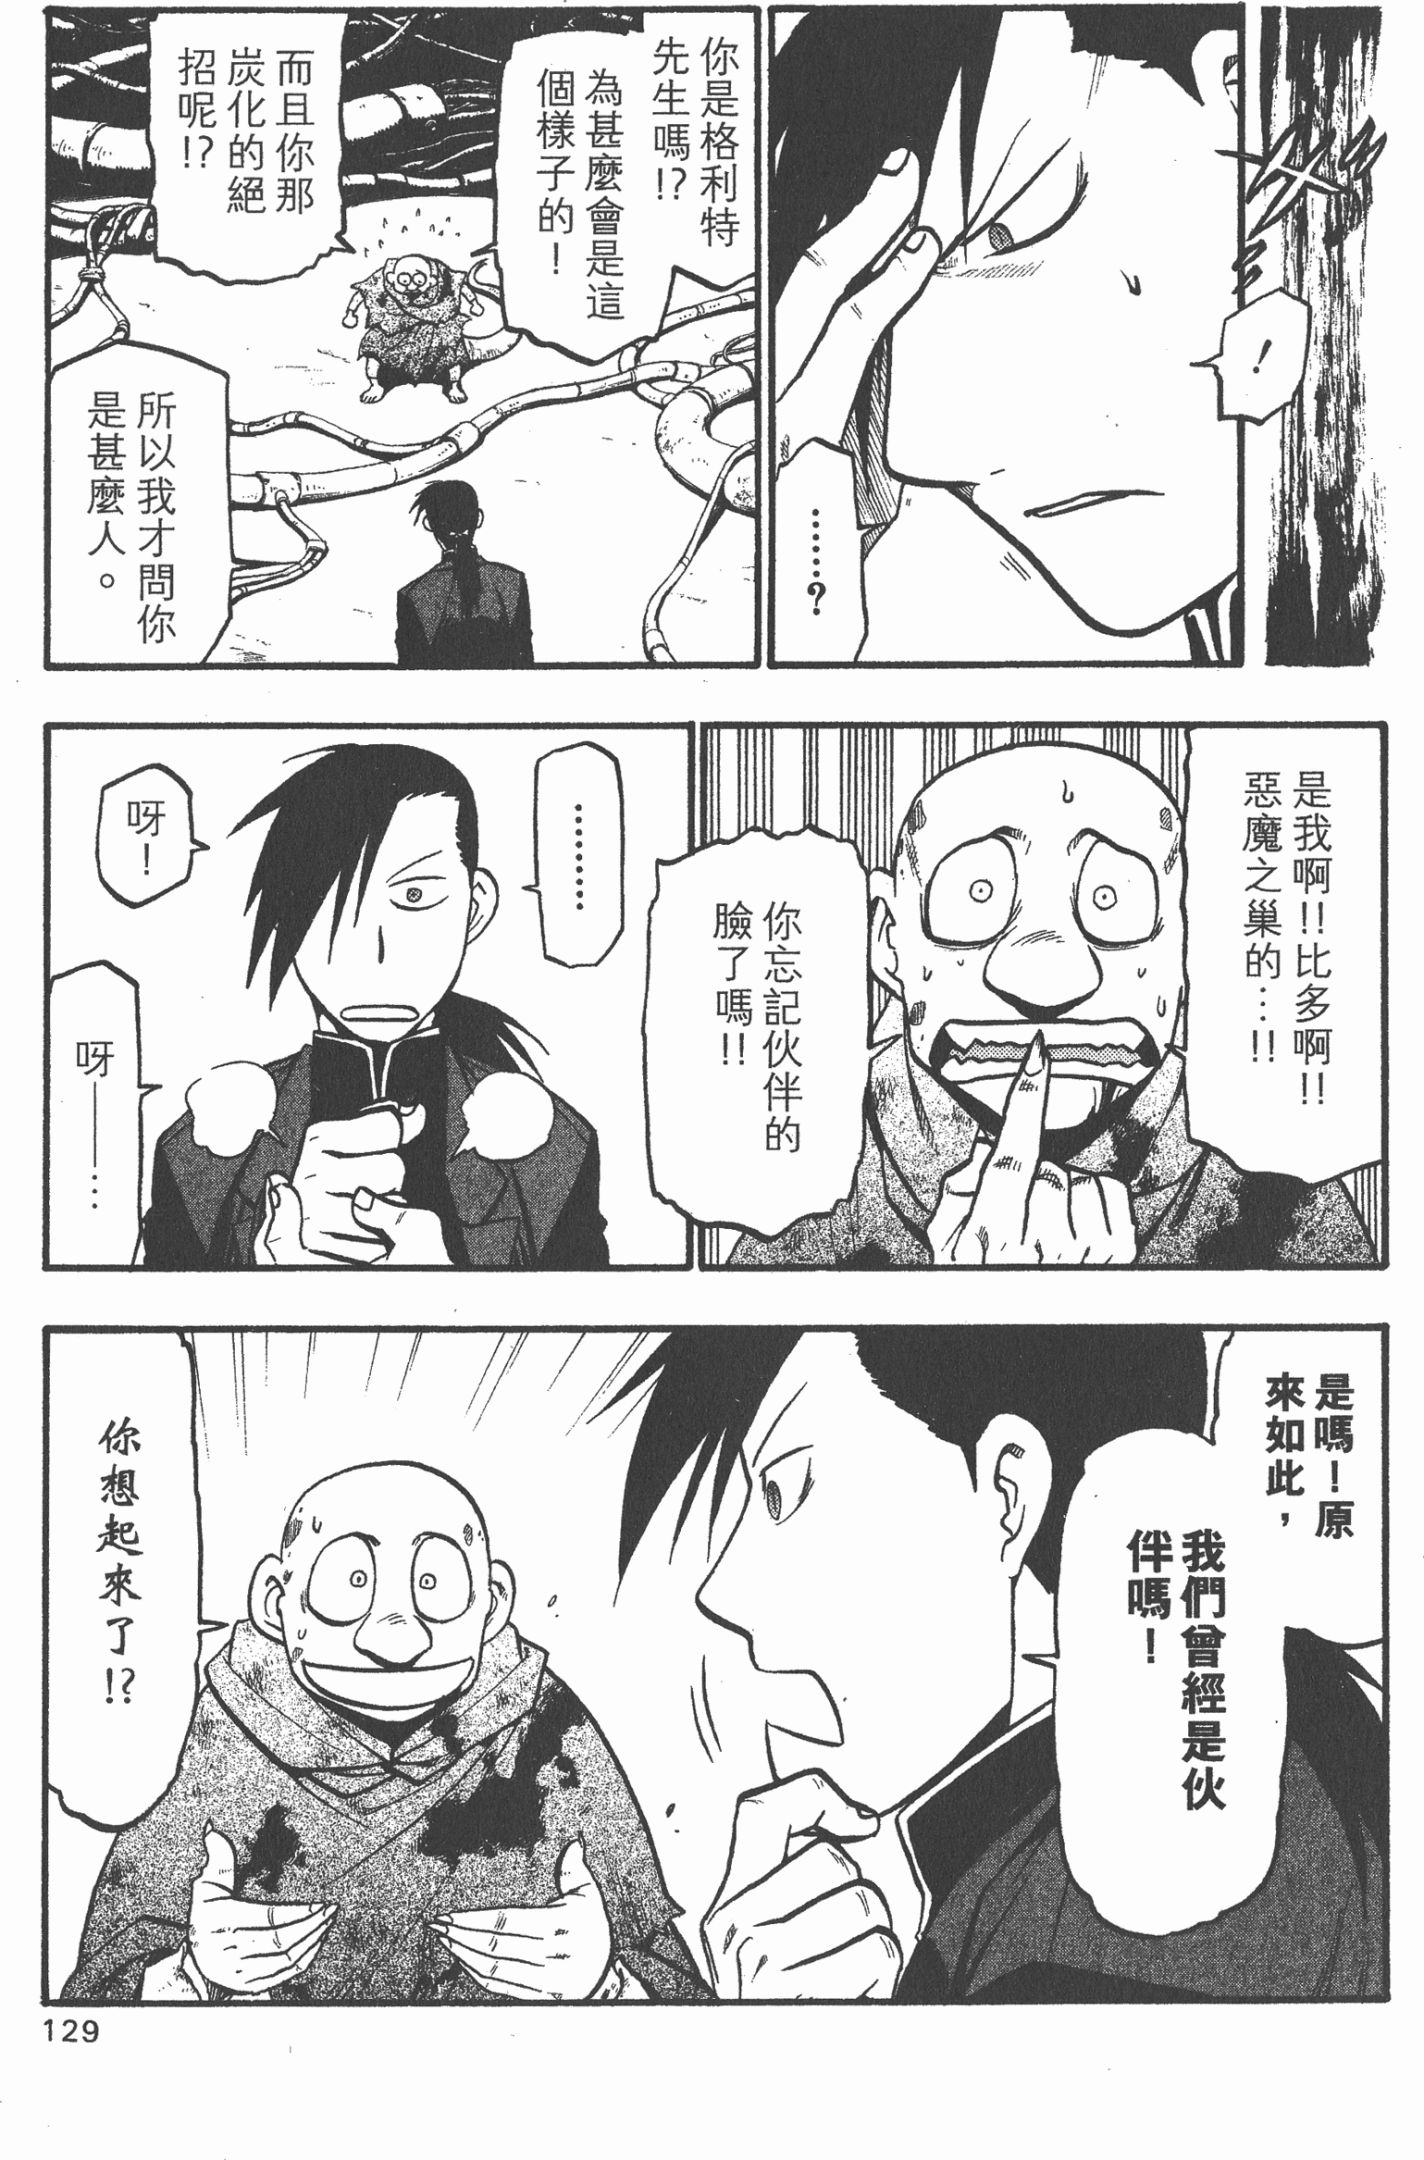 ！
……？
你是格利特
先生嗎!?
為甚麼會是這
個樣子的！
而且你那
炭化的絕
招呢!?
所以我才問你
是甚麼人。
是我啊!!比多啊!!
惡魔之巢的…!!
你忘記伙伴的
臉了嗎!!
………
呀！
呀——…
是嗎！原
來如此，
我們曾經是伙
伴嗎！
你想起來了!?
129